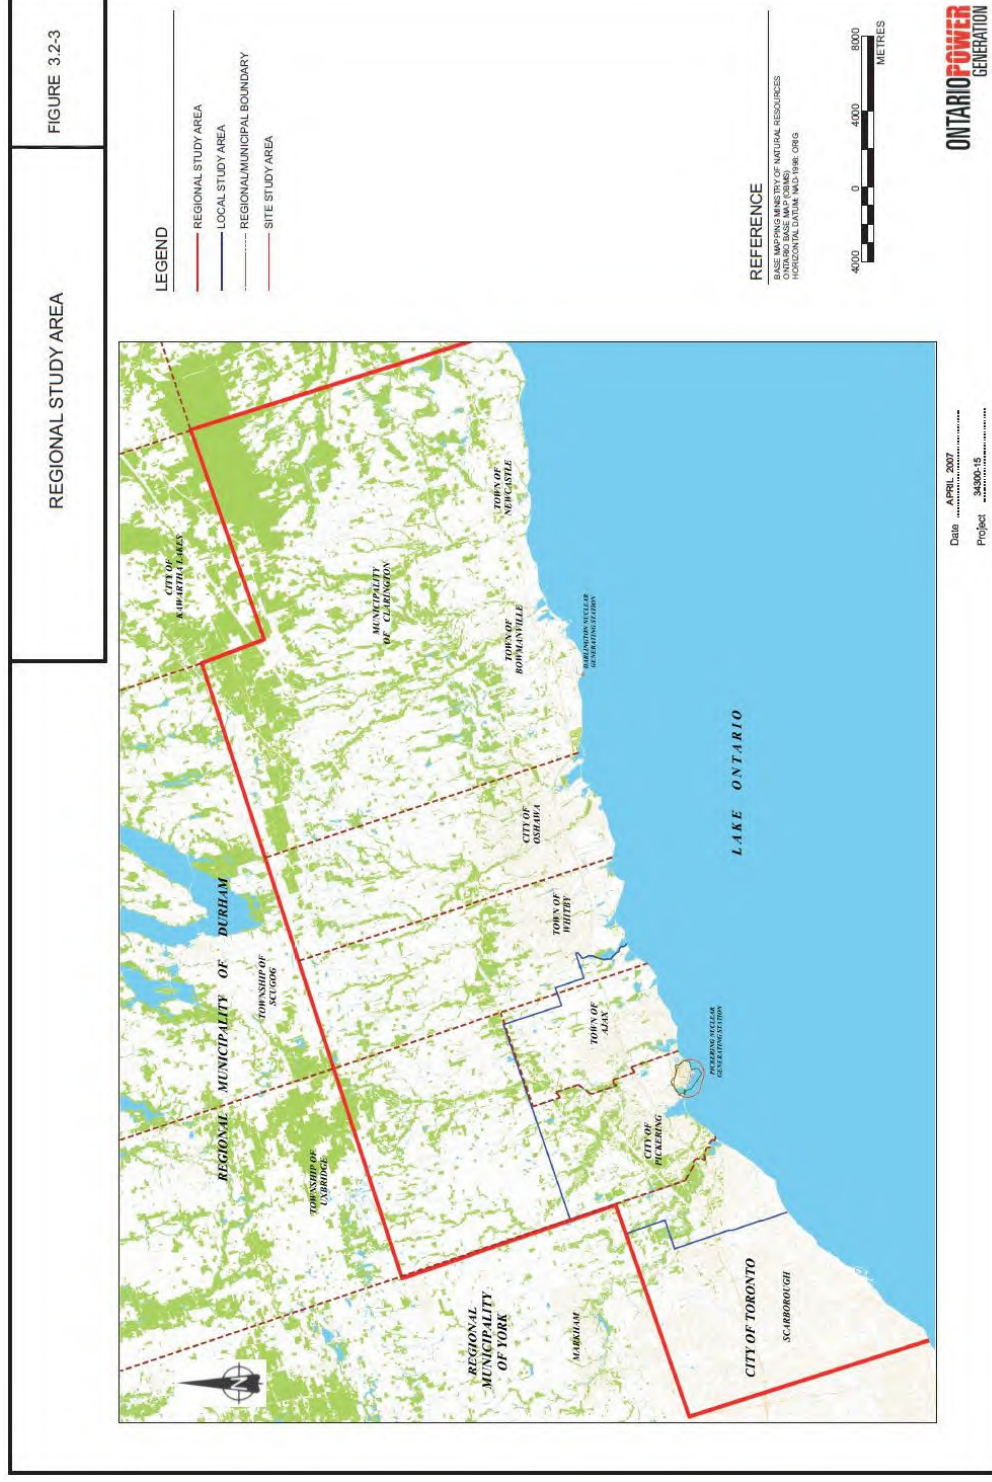 REGIONAL STUDY AREA
FIGURE 3.2-3
LEGEND
REGIONAL STUDY AREA
LOCAL STUDY AREA
REGIONAL/MUNICIPAL BOUNDARY
SITE STUDY AREA
REFERENCE
BASE MAPPING MINISTRY OF NATURAL RESOURCES
ONTARIO BASE MAP (OBMS)
HORIZONTAL DATUM: NAD-1998: ORIG
4000 0 4000 8000
METRES
CITY OF
KAWARTHA LAKES
REGIONAL MUNICIPALITY OF DURHAM
TOWNSHIP OF
SCUGOG
TOWNSHIP OF
UXBRIDGE
MUNICIPALITY
OF CLARINGTON
REGIONAL
MUNICIPALITY
OF YORK
MARKHAM
TOWN OF
NEWCASTLE
TOWN OF
BOWMANVILLE
CITY OF
OSHAWA
TOWN OF
WHITBY
TOWN OF
AJAX
CITY OF
PICKERING
DARLINGTON NUCLEAR
GENERATING STATION
PICKERING NUCLEAR
GENERATING STATION
CITY OF TORONTO
SCARBOROUGH
LAKE ONTARIO
N
Date APRIL 2007
Project 34300-15
ONTARIOPOWER
GENERATION